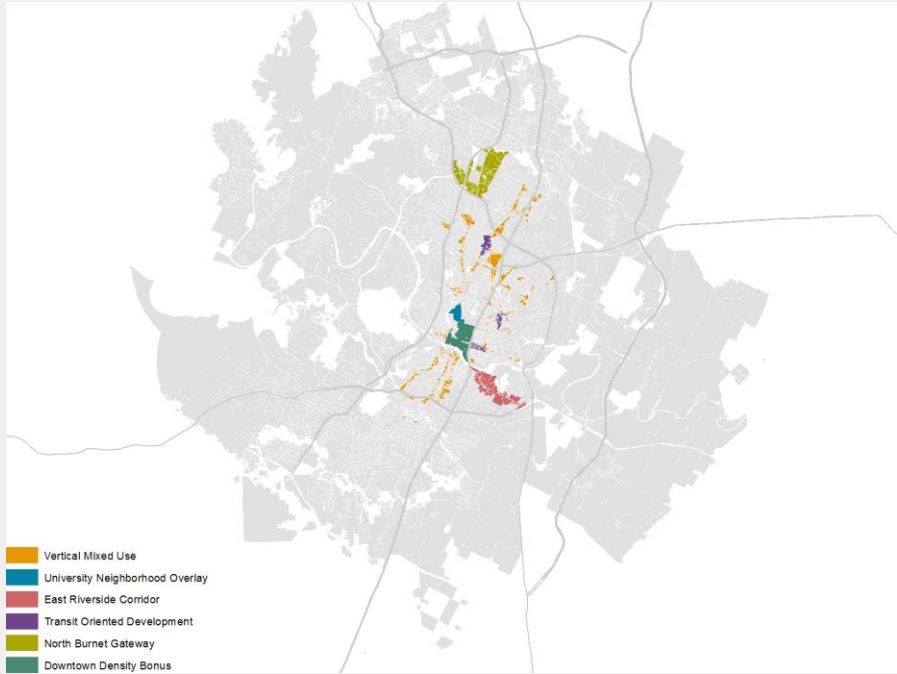 Vertical Mixed Use
University Neighborhood Overlay
East Riverside Corridor
Transit Oriented Development
North Burnet Gateway
Downtown Density Bonus